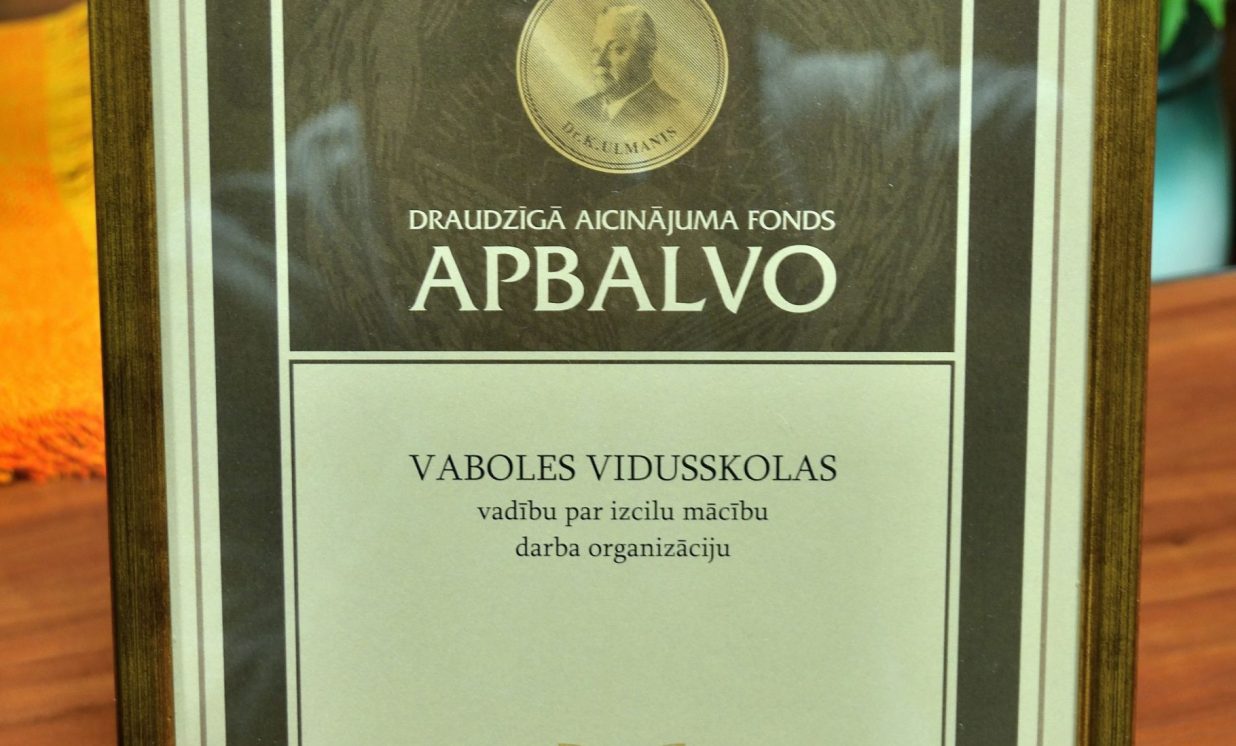 Dr.K.ULMANIS
DRAUDZĪGĀ AICINĀJUMA FONDS
APBALVO
VABOLES VIDUSSKOLAS
vadību par izcilu mācību
darba organizāciju